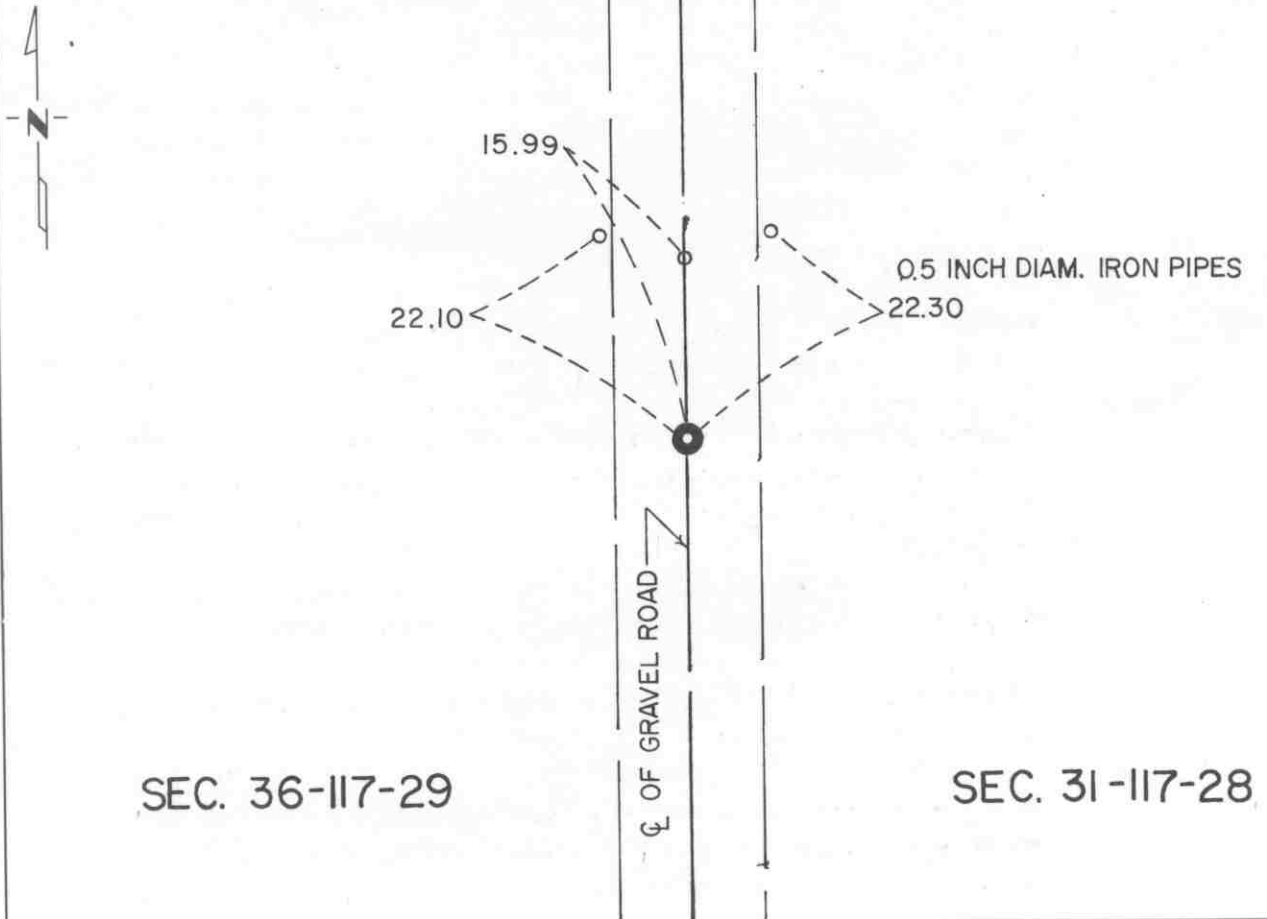 N
15.99
0.5 INCH DIAM. IRON PIPES
22.10
22.30
℄ OF GRAVEL ROAD
SEC. 36-117-29
SEC. 31-117-28